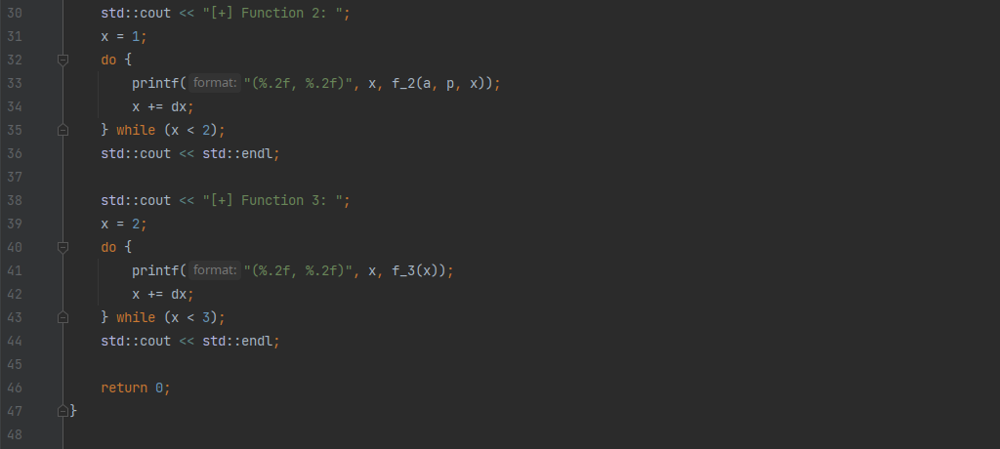 30 std::cout << "[+] Function 2: ";
31 x = 1;
32 do {
33 printf( format: "(%.2f, %.2f)", x, f_2(a, p, x));
34 x += dx;
35 } while (x < 2);
36 std::cout << std::endl;
37
38 std::cout << "[+] Function 3: ";
39 x = 2;
40 do {
41 printf( format: "(%.2f, %.2f)", x, f_3(x));
42 x += dx;
43 } while (x < 3);
44 std::cout << std::endl;
45
46 return 0;
47 }
48